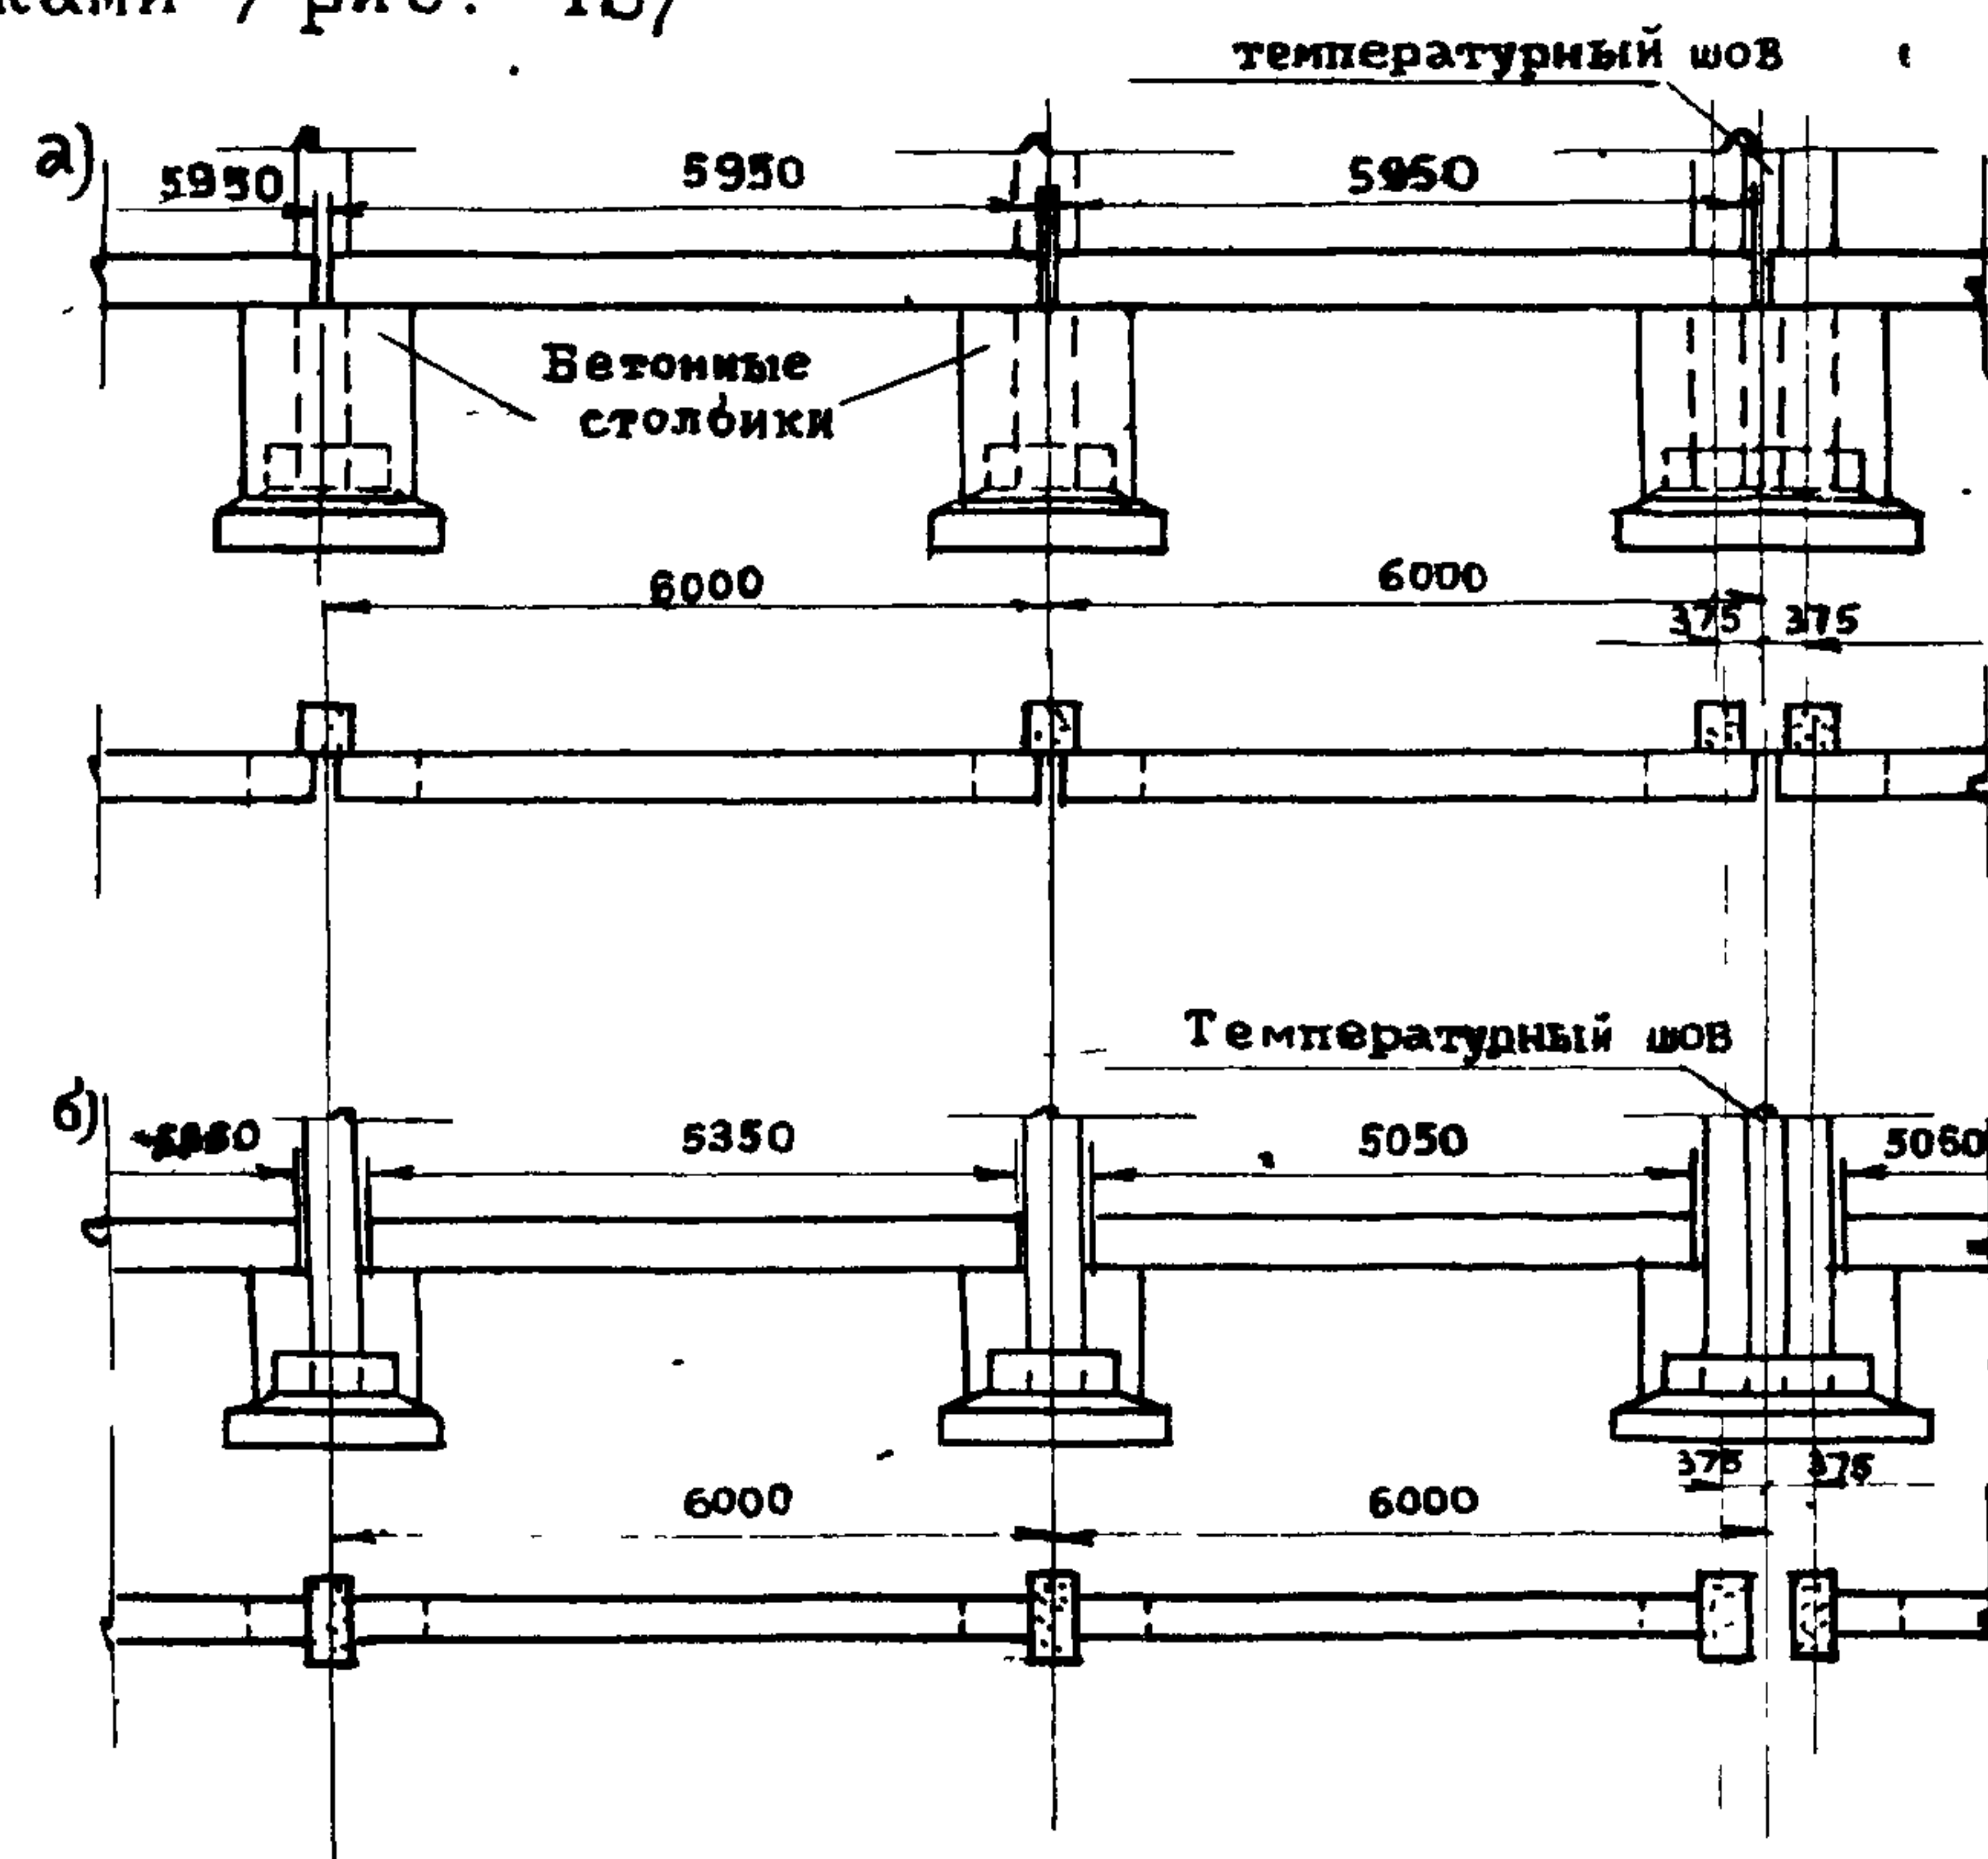 температурный шов
а)
5950 5950 5950
Бетонные
столбики
6000 6000
375 375
Температурный шов
б)
5350 5050 5060
375 375
6000 6000